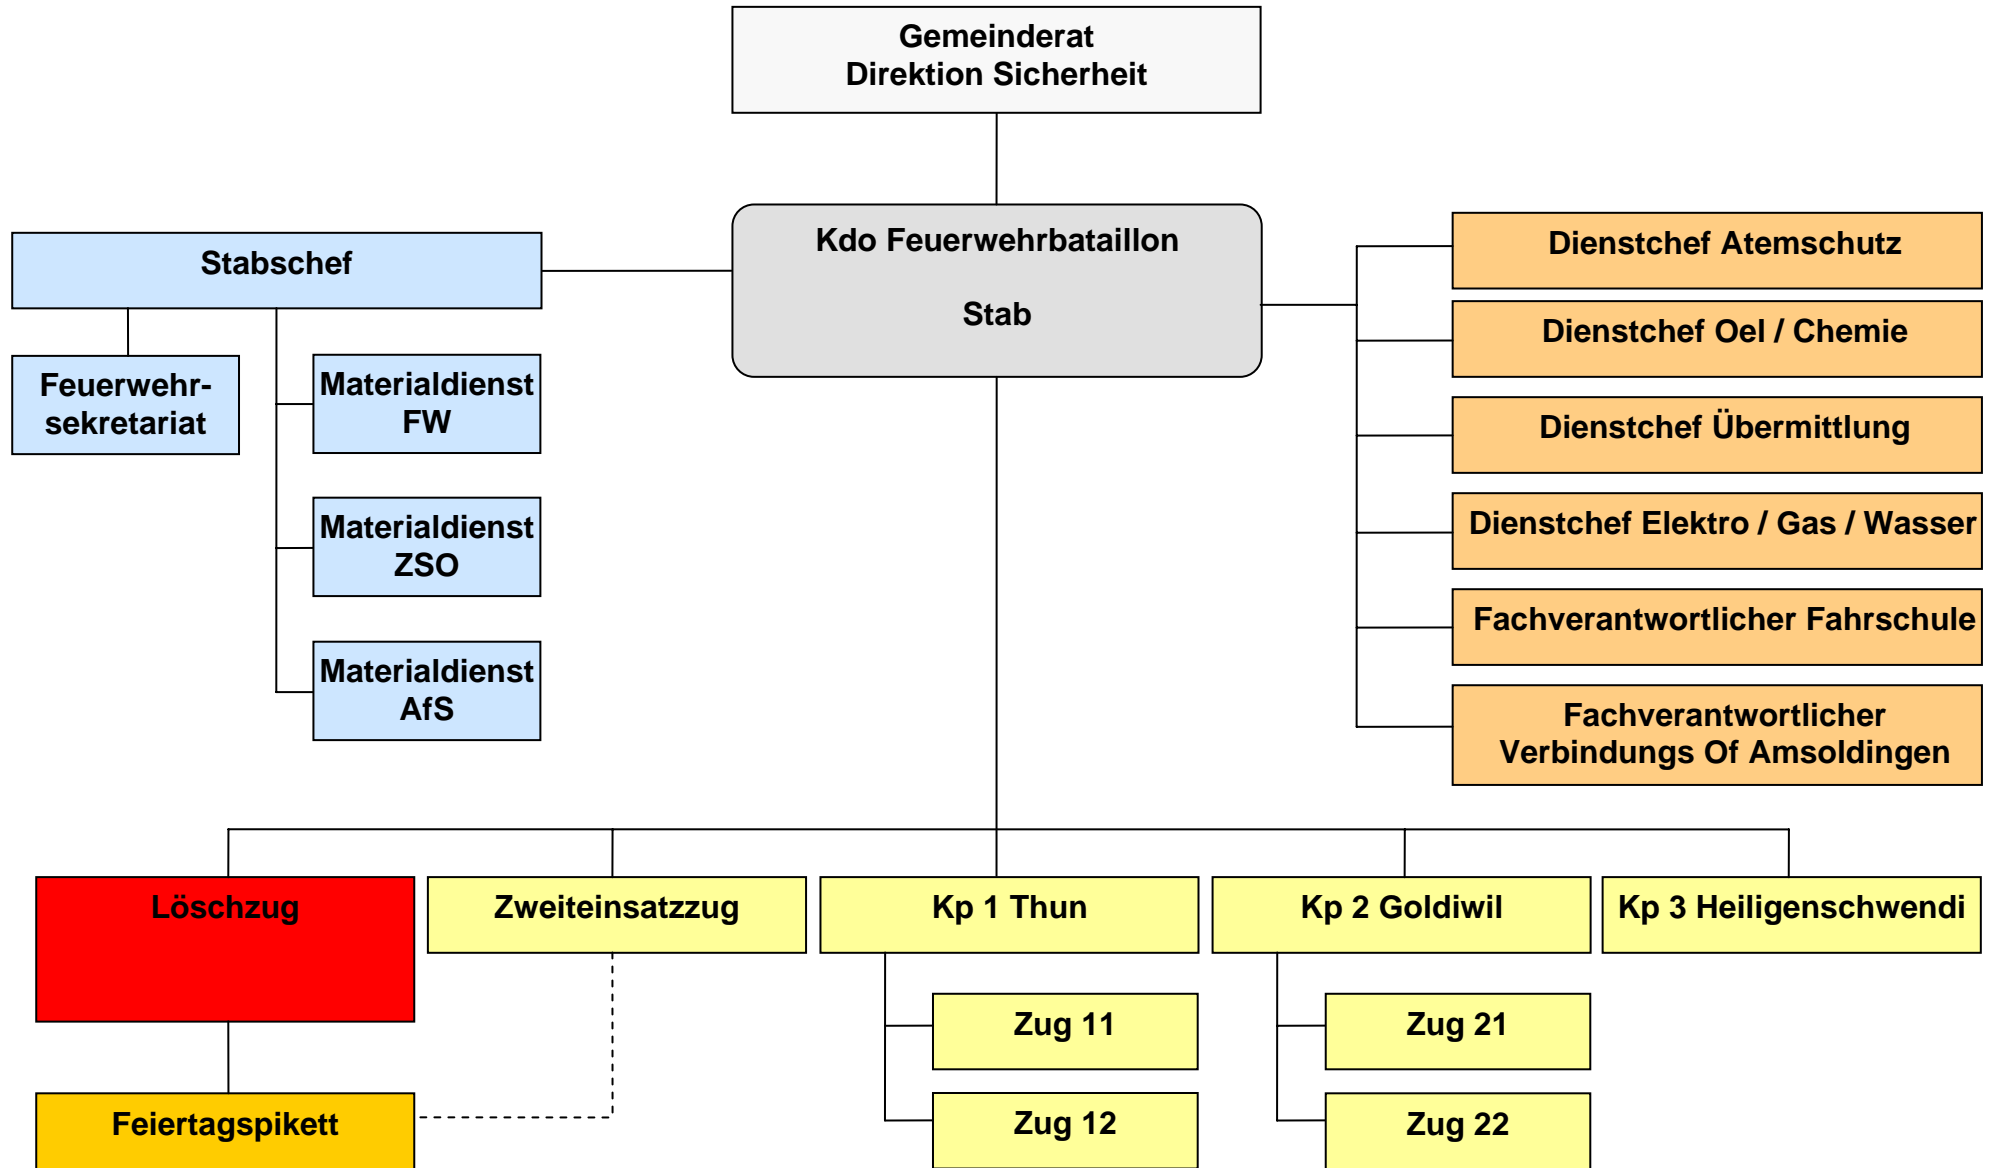 Gemeinderat
Direktion Sicherheit
Kdo Feuerwehrbataillon
Stab
Stabschef
Feuerwehr-
sekretariat
Materialdienst
FW
Materialdienst
ZSO
Materialdienst
AfS
Dienstchef Atemschutz
Dienstchef Oel / Chemie
Dienstchef Übermittlung
Dienstchef Elektro / Gas / Wasser
Fachverantwortlicher Fahrschule
Fachverantwortlicher
Verbindungs Of Amsoldingen
Löschzug
Zweiteinsatzzug
Kp 1 Thun
Kp 2 Goldiwil
Kp 3 Heiligenschwendi
Zug 11
Zug 21
Feiertagspikett
Zug 12
Zug 22